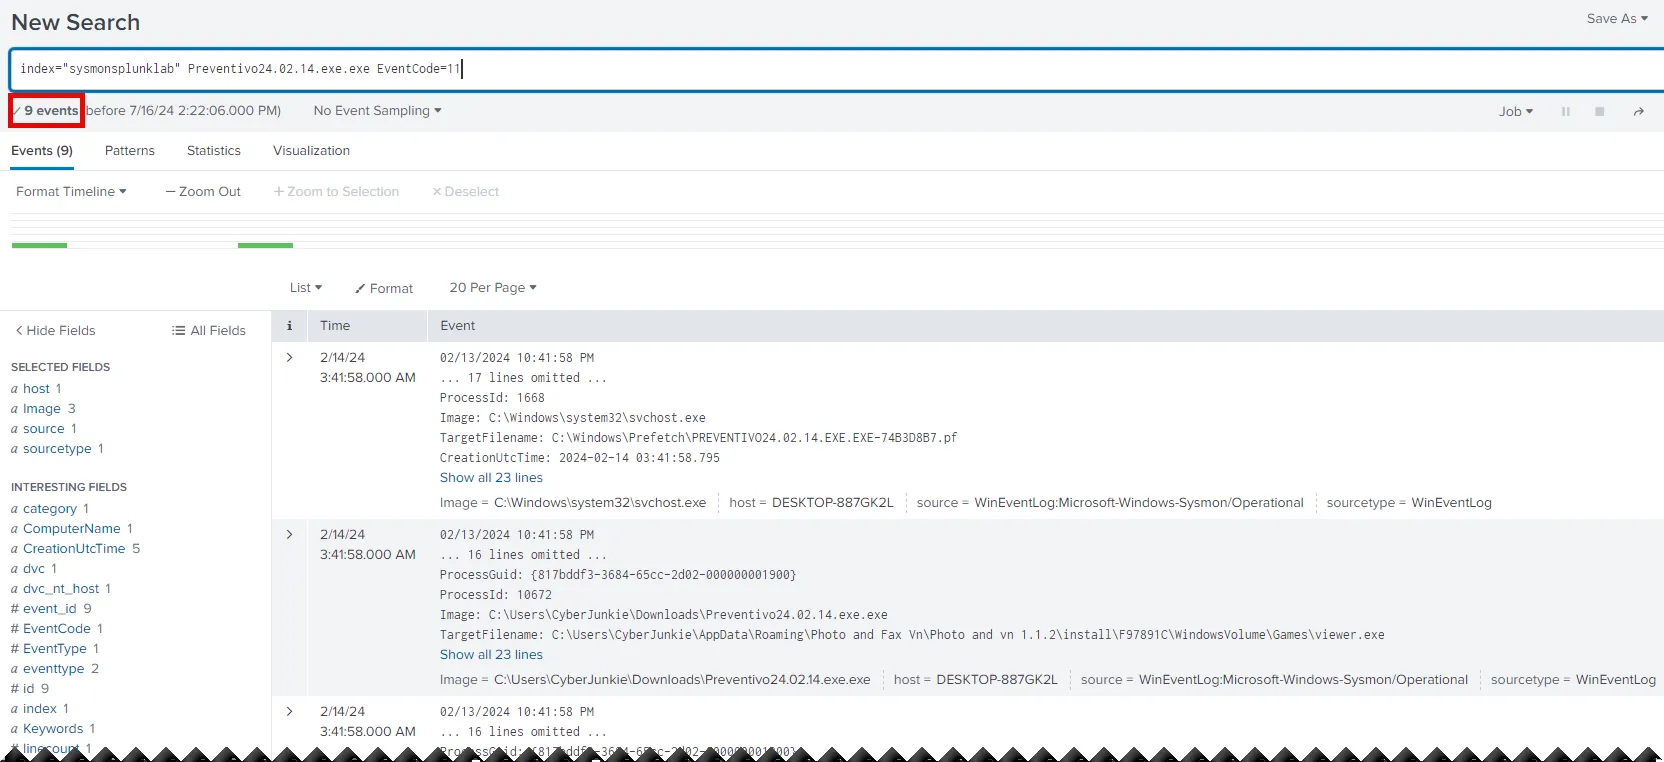 New Search
Save As
index="sysmonsplunklab" Preventivo24.02.14.exe.exe EventCode=11
✓ 9 events before 7/16/24 2:22:06.000 PM)
No Event Sampling
Job
Events (9)
Patterns
Statistics
Visualization
Format Timeline
— Zoom Out
+ Zoom to Selection
× Deselect
List
Format
20 Per Page
< Hide Fields
All Fields
i
Time
Event
SELECTED FIELDS
a host 1
a Image 3
a source 1
a sourcetype 1
INTERESTING FIELDS
a category 1
a ComputerName 1
a CreationUtcTime 5
a dvc 1
a dvc_nt_host 1
# event_id 9
# EventCode 1
# EventType 1
a eventtype 2
# id 9
a index 1
a Keywords 1
# linecount 1
>
2/14/24
3:41:58.000 AM
02/13/2024 10:41:58 PM
... 17 lines omitted ...
ProcessId: 1668
Image: C:\Windows\system32\svchost.exe
TargetFilename: C:\Windows\Prefetch\PREVENTIVO24.02.14.EXE.EXE-74B3D8B7.pf
CreationUtcTime: 2024-02-14 03:41:58.795
Show all 23 lines
Image = C:\Windows\system32\svchost.exe
host = DESKTOP-887GK2L
source = WinEventLog:Microsoft-Windows-Sysmon/Operational
sourcetype = WinEventLog
>
2/14/24
3:41:58.000 AM
02/13/2024 10:41:58 PM
... 16 lines omitted ...
ProcessGuid: {817bddf3-3684-65cc-2d02-000000001900}
ProcessId: 10672
Image: C:\Users\CyberJunkie\Downloads\Preventivo24.02.14.exe.exe
TargetFilename: C:\Users\CyberJunkie\AppData\Roaming\Photo and Fax Vn\Photo and vn 1.1.2\install\F97891C\WindowsVolume\Games\viewer.exe
Show all 23 lines
Image = C:\Users\CyberJunkie\Downloads\Preventivo24.02.14.exe.exe
host = DESKTOP-887GK2L
source = WinEventLog:Microsoft-Windows-Sysmon/Operational
sourcetype = WinEventLog
>
2/14/24
3:41:58.000 AM
02/13/2024 10:41:58 PM
... 16 lines omitted ...